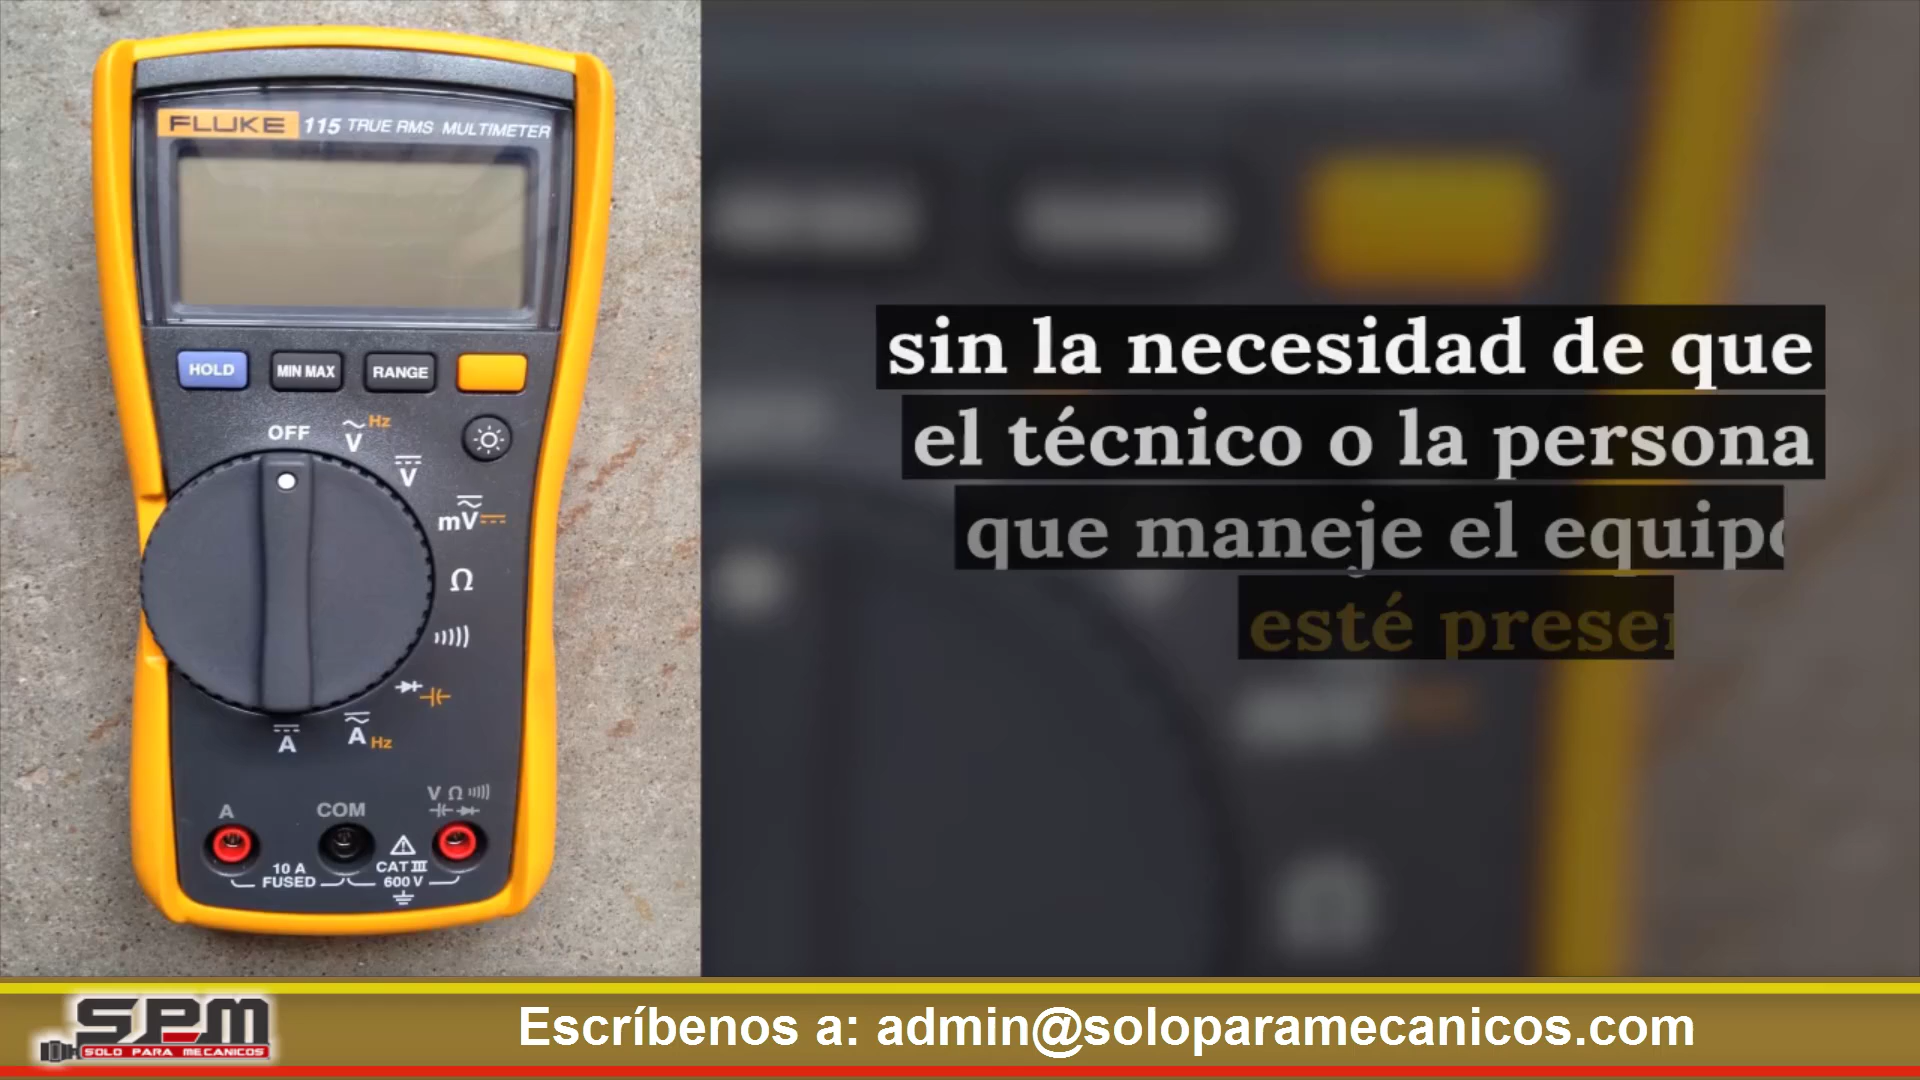 FLUKE 115 TRUE RMS MULTIMETER
HOLD MIN MAX RANGE
OFF
V Hz
V
mV
Ω
A Hz
A
A COM V Ω
10 A FUSED
CAT III 600 V
sin la necesidad de que
el técnico o la persona
que maneje el equipo
esté
SPM
SOLO PARA MECANICOS
Escríbenos a: admin@soloparamecanicos.com